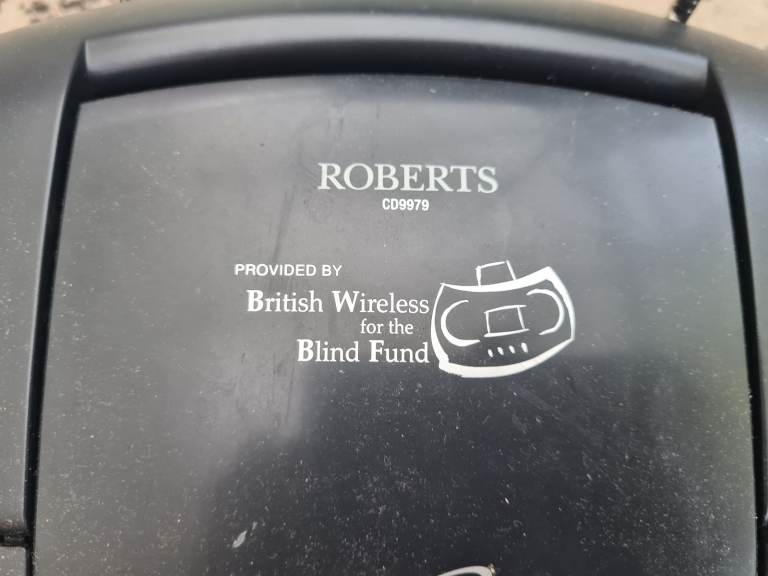 ROBERTS
CD9979
PROVIDED BY
British Wireless
for the
Blind Fund